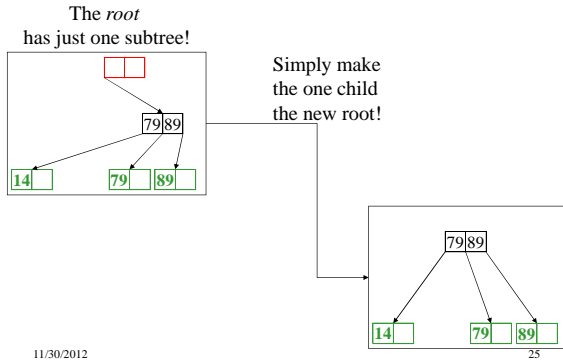 The root
has just one subtree!
Simply make
the one child
the new root!
79 89
14 79 89
79 89
14 79 89
11/30/2012 25